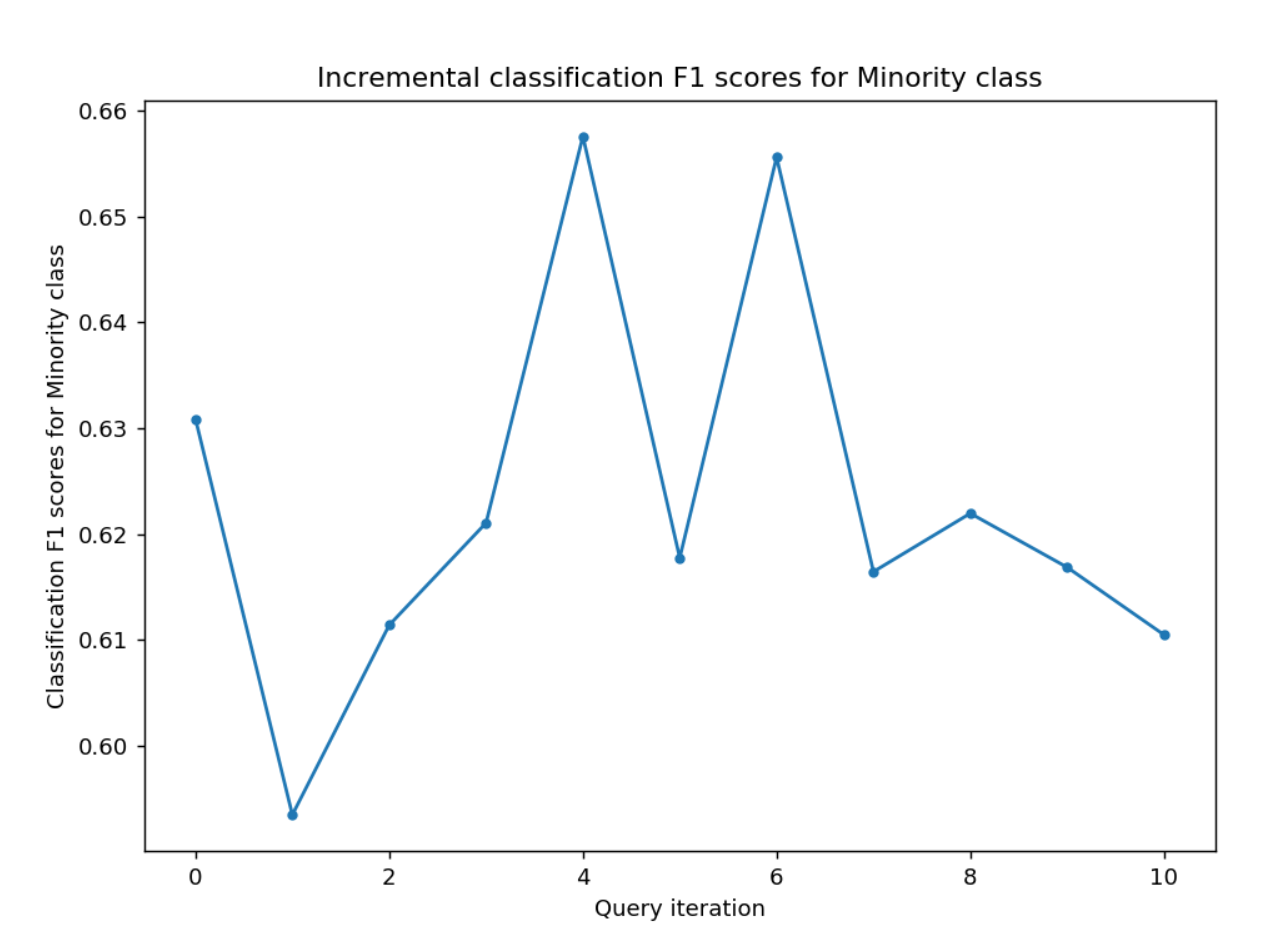 Incremental classification F1 scores for Minority class
Classification F1 scores for Minority class
0.66
0.65
0.64
0.63
0.62
0.61
0.60
0 2 4 6 8 10
Query iteration